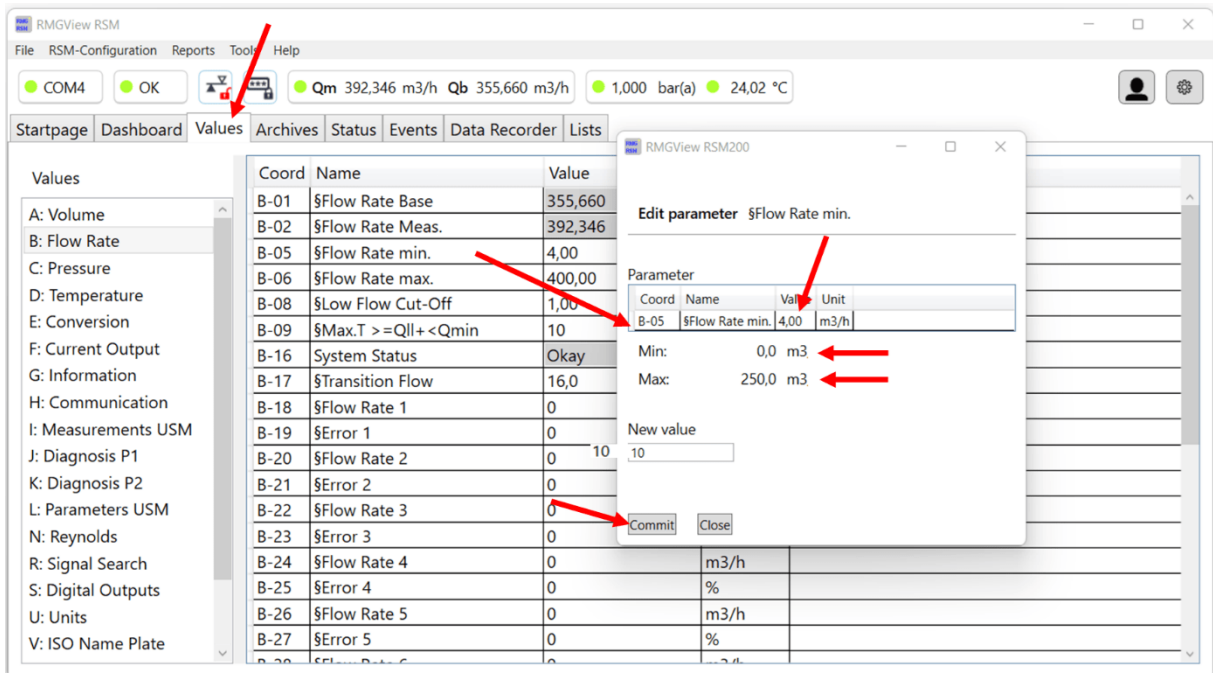 RMGView RSM
File RSM-Configuration Reports Tools Help
COM4 OK Qm 392,346 m3/h Qb 355,660 m3/h 1,000 bar(a) 24,02 °C
Startpage Dashboard Values Archives Status Events Data Recorder Lists
Values
A: Volume
B: Flow Rate
C: Pressure
D: Temperature
E: Conversion
F: Current Output
G: Information
H: Communication
I: Measurements USM
J: Diagnosis P1
K: Diagnosis P2
L: Parameters USM
N: Reynolds
R: Signal Search
S: Digital Outputs
U: Units
V: ISO Name Plate
Coord Name Value
B-01 §Flow Rate Base 355,660
B-02 §Flow Rate Meas. 392,346
B-05 §Flow Rate min. 4,00
B-06 §Flow Rate max. 400,00
B-08 §Low Flow Cut-Off 1,00
B-09 §Max.T >=Qll+<Qmin 10
B-16 System Status Okay
B-17 §Transition Flow 16,0
B-18 §Flow Rate 1 0
B-19 §Error 1 0
B-20 §Flow Rate 2 0
B-21 §Error 2 0
B-22 §Flow Rate 3 0
B-23 §Error 3 0
B-24 §Flow Rate 4 0 m3/h
B-25 §Error 4 0 %
B-26 §Flow Rate 5 0 m3/h
B-27 §Error 5 0 %
RMGView RSM200
Edit parameter §Flow Rate min.
Parameter
Coord Name Value Unit
B-05 §Flow Rate min. 4,00 m3/h
Min: 0,0 m3
Max: 250,0 m3
New value
10 10
Commit Close